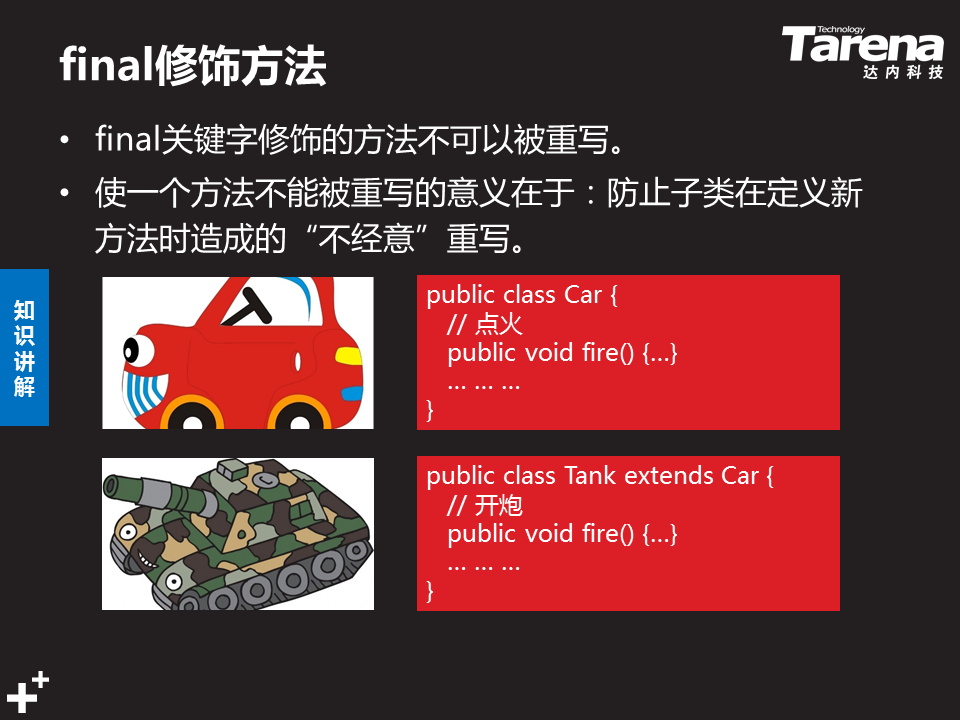 final修饰方法
Technology
Tarena
达内科技
• final关键字修饰的方法不可以被重写。
• 使一个方法不能被重写的意义在于：防止子类在定义新
方法时造成的“不经意”重写。
知识讲解
public class Car {
// 点火
public void fire() {…}
… … …
}
public class Tank extends Car {
// 开炮
public void fire() {…}
… … …
}